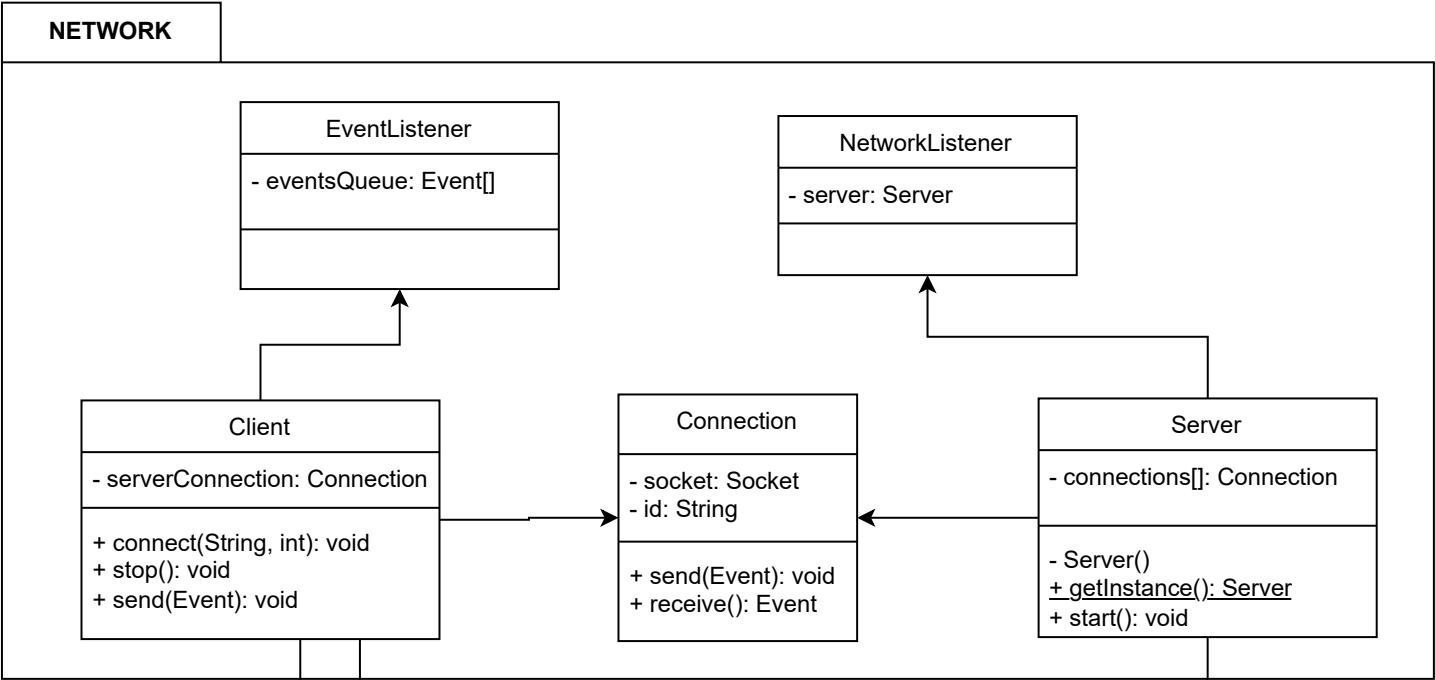 NETWORK
EventListener
- eventsQueue: Event[]
NetworkListener
- server: Server
Client
- serverConnection: Connection
+ connect(String, int): void
+ stop(): void
+ send(Event): void
Connection
- socket: Socket
- id: String
+ send(Event): void
+ receive(): Event
Server
- connections[]: Connection
- Server()
+ getInstance(): Server
+ start(): void